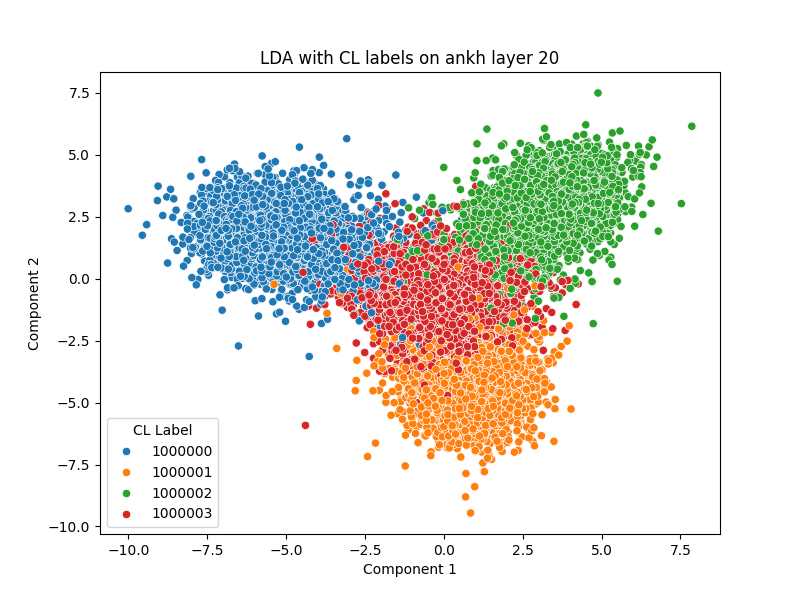 LDA with CL labels on ankh layer 20
7.5
5.0
2.5
0.0
−2.5
−5.0
−7.5
−10.0
Component 2
CL Label
1000000
1000001
1000002
1000003
−10.0 −7.5 −5.0 −2.5 0.0 2.5 5.0 7.5
Component 1